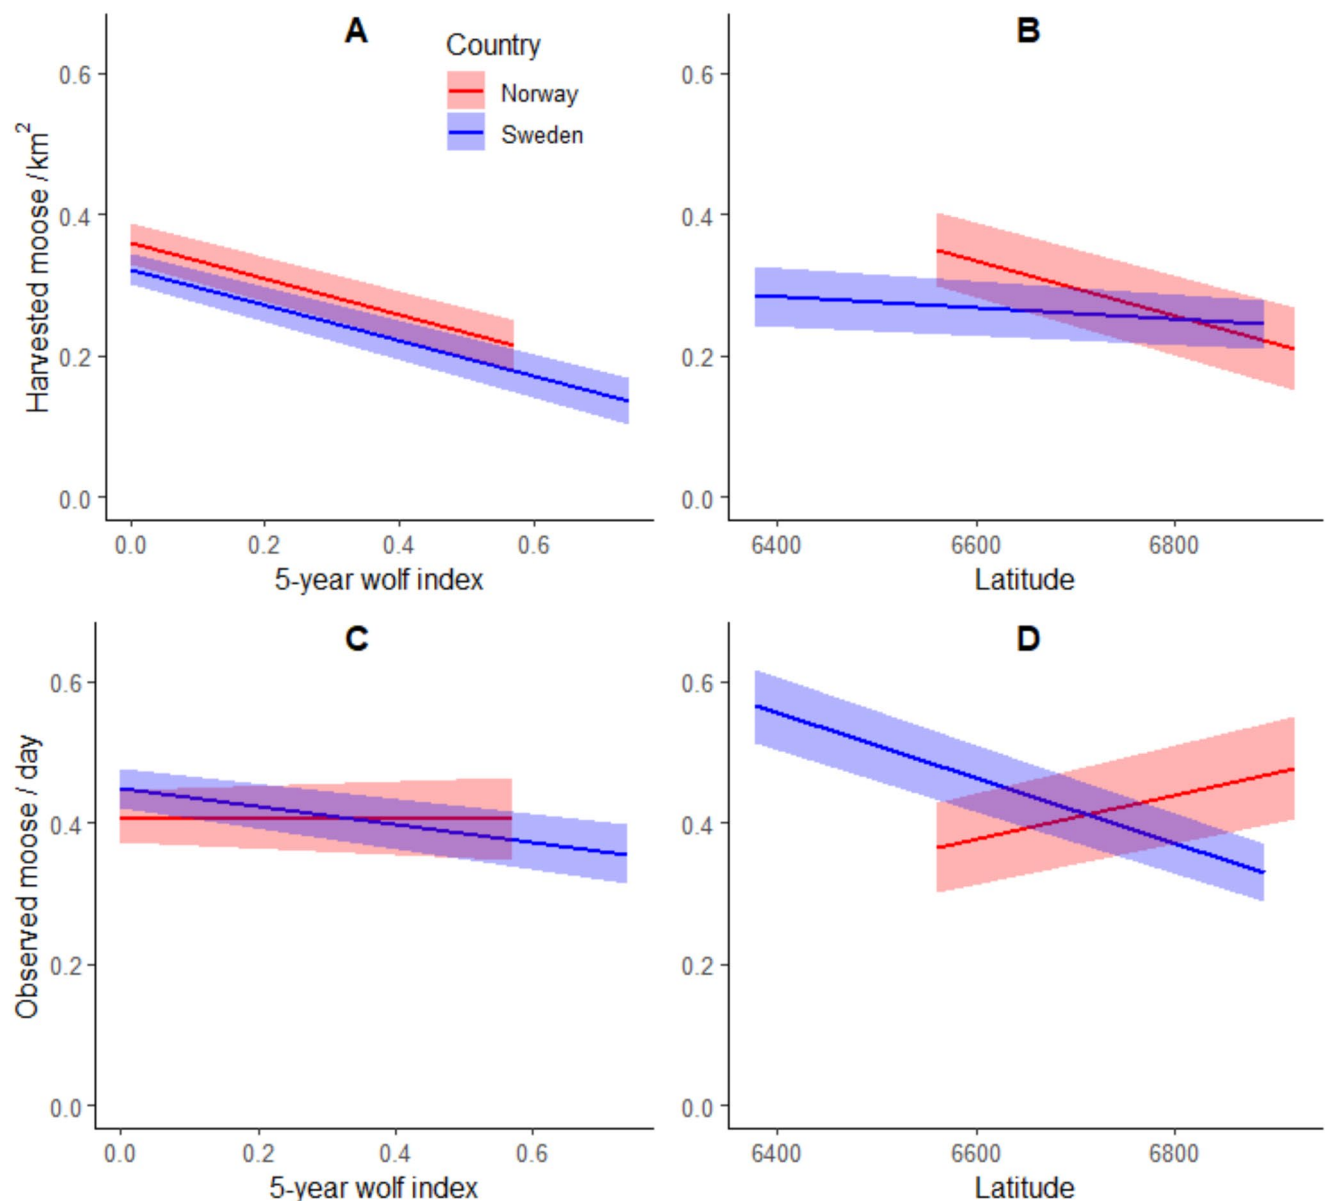 A
Country
Norway
Sweden
Harvested moose / km²
0.6
0.4
0.2
0.0
0.0 0.2 0.4 0.6
5-year wolf index
B
0.6
0.4
0.2
0.0
6400 6600 6800
Latitude
C
Observed moose / day
0.6
0.4
0.2
0.0
0.0 0.2 0.4 0.6
5-year wolf index
D
0.6
0.4
0.2
0.0
6400 6600 6800
Latitude